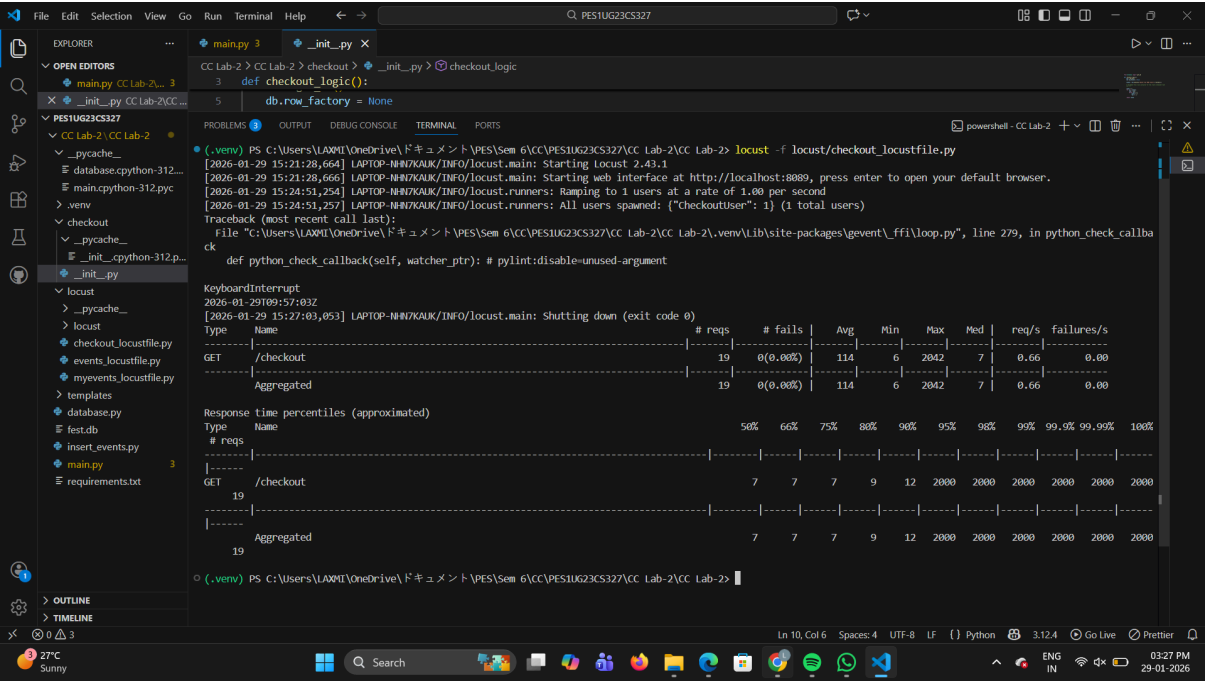 File Edit Selection View Go Run Terminal Help
PES1UG23CS327
EXPLORER
OPEN EDITORS
main.py CC Lab-2\... 3
__init__.py CC Lab-2\CC ...
PES1UG23CS327
CC Lab-2 \ CC Lab-2
__pycache__
database.cpython-312....
main.cpython-312.pyc
.venv
checkout
__pycache__
__init__.cpython-312.p...
__init__.py
locust
__pycache__
locust
checkout_locustfile.py
events_locustfile.py
myevents_locustfile.py
templates
database.py
fest.db
insert_events.py
main.py 3
requirements.txt
OUTLINE
TIMELINE
main.py 3 __init__.py
CC Lab-2 > CC Lab-2 > checkout > __init__.py > checkout_logic
3 def checkout_logic():
5 db.row_factory = None
PROBLEMS 3 OUTPUT DEBUG CONSOLE TERMINAL PORTS
powershell - CC Lab-2
(.venv) PS C:\Users\LAXMI\OneDrive\ドキュメント\PES\Sem 6\CC\PES1UG23CS327\CC Lab-2\CC Lab-2> locust -f locust/checkout_locustfile.py
[2026-01-29 15:21:28,664] LAPTOP-NHN7KAUK/INFO/locust.main: Starting Locust 2.43.1
[2026-01-29 15:21:28,666] LAPTOP-NHN7KAUK/INFO/locust.main: Starting web interface at http://localhost:8089, press enter to open your default browser.
[2026-01-29 15:24:51,254] LAPTOP-NHN7KAUK/INFO/locust.runners: Ramping to 1 users at a rate of 1.00 per second
[2026-01-29 15:24:51,257] LAPTOP-NHN7KAUK/INFO/locust.runners: All users spawned: {"CheckoutUser": 1} (1 total users)
Traceback (most recent call last):
File "C:\Users\LAXMI\OneDrive\ドキュメント\PES\Sem 6\CC\PES1UG23CS327\CC Lab-2\CC Lab-2\.venv\Lib\site-packages\gevent\_ffi\loop.py", line 279, in python_check_callba
ck
def python_check_callback(self, watcher_ptr): # pylint:disable=unused-argument
KeyboardInterrupt
2026-01-29T09:57:03Z
[2026-01-29 15:27:03,053] LAPTOP-NHN7KAUK/INFO/locust.main: Shutting down (exit code 0)
Type Name # reqs # fails | Avg Min Max Med | req/s failures/s
--------|------------|-------|-------------|-------|-------|-------|-------|--------|-----------
GET /checkout 19 0(0.00%) | 114 6 2042 7 | 0.66 0.00
--------|------------|-------|-------------|-------|-------|-------|-------|--------|-----------
Aggregated 19 0(0.00%) | 114 6 2042 7 | 0.66 0.00
Response time percentiles (approximated)
Type Name 50% 66% 75% 80% 90% 95% 98% 99% 99.9% 99.99% 100%
# reqs
--------|------------|--------|------|------|------|------|------|------|------|------|------|------
|------
GET /checkout 7 7 7 9 12 2000 2000 2000 2000 2000 2000
19
--------|------------|--------|------|------|------|------|------|------|------|------|------|------
|------
Aggregated 7 7 7 9 12 2000 2000 2000 2000 2000 2000
19
(.venv) PS C:\Users\LAXMI\OneDrive\ドキュメント\PES\Sem 6\CC\PES1UG23CS327\CC Lab-2\CC Lab-2>
0 3 Ln 10, Col 6 Spaces: 4 UTF-8 LF { } Python 3.12.4 Go Live Prettier
3 27°C
Sunny
Search
ENG
IN
03:27 PM
29-01-2026